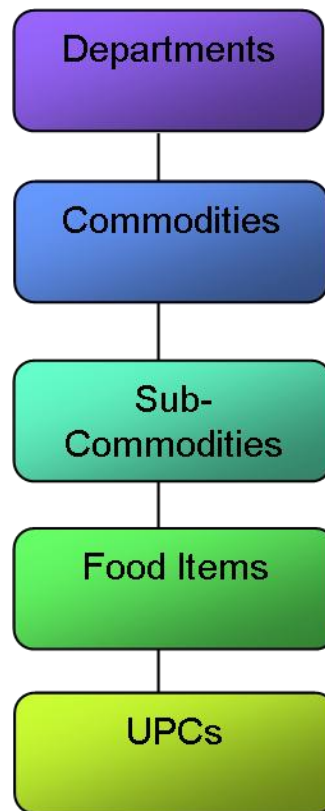 Departments
Commodities
Sub-
Commodities
Food Items
UPCs